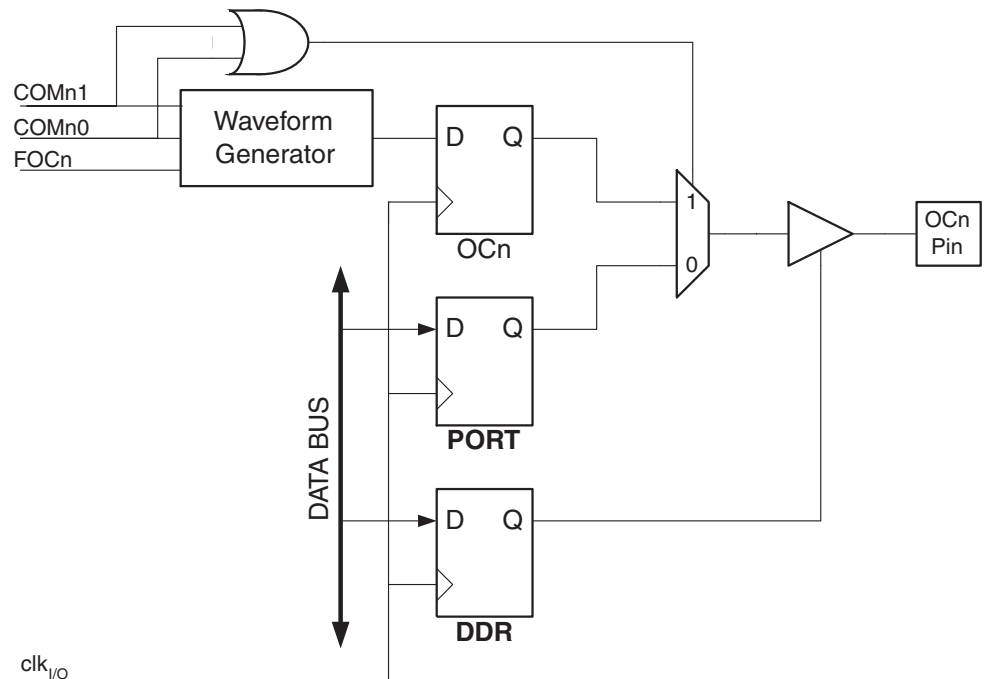 COMn1
COMn0
FOCn
Waveform
Generator
D Q
OCn
1
0
OCn
Pin
D Q
PORT
DATA BUS
D Q
DDR
clkI/O